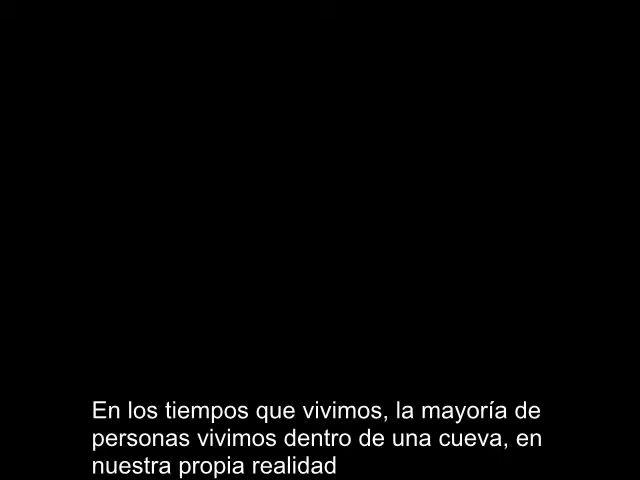 En los tiempos que vivimos, la mayoría de
personas vivimos dentro de una cueva, en
nuestra propia realidad